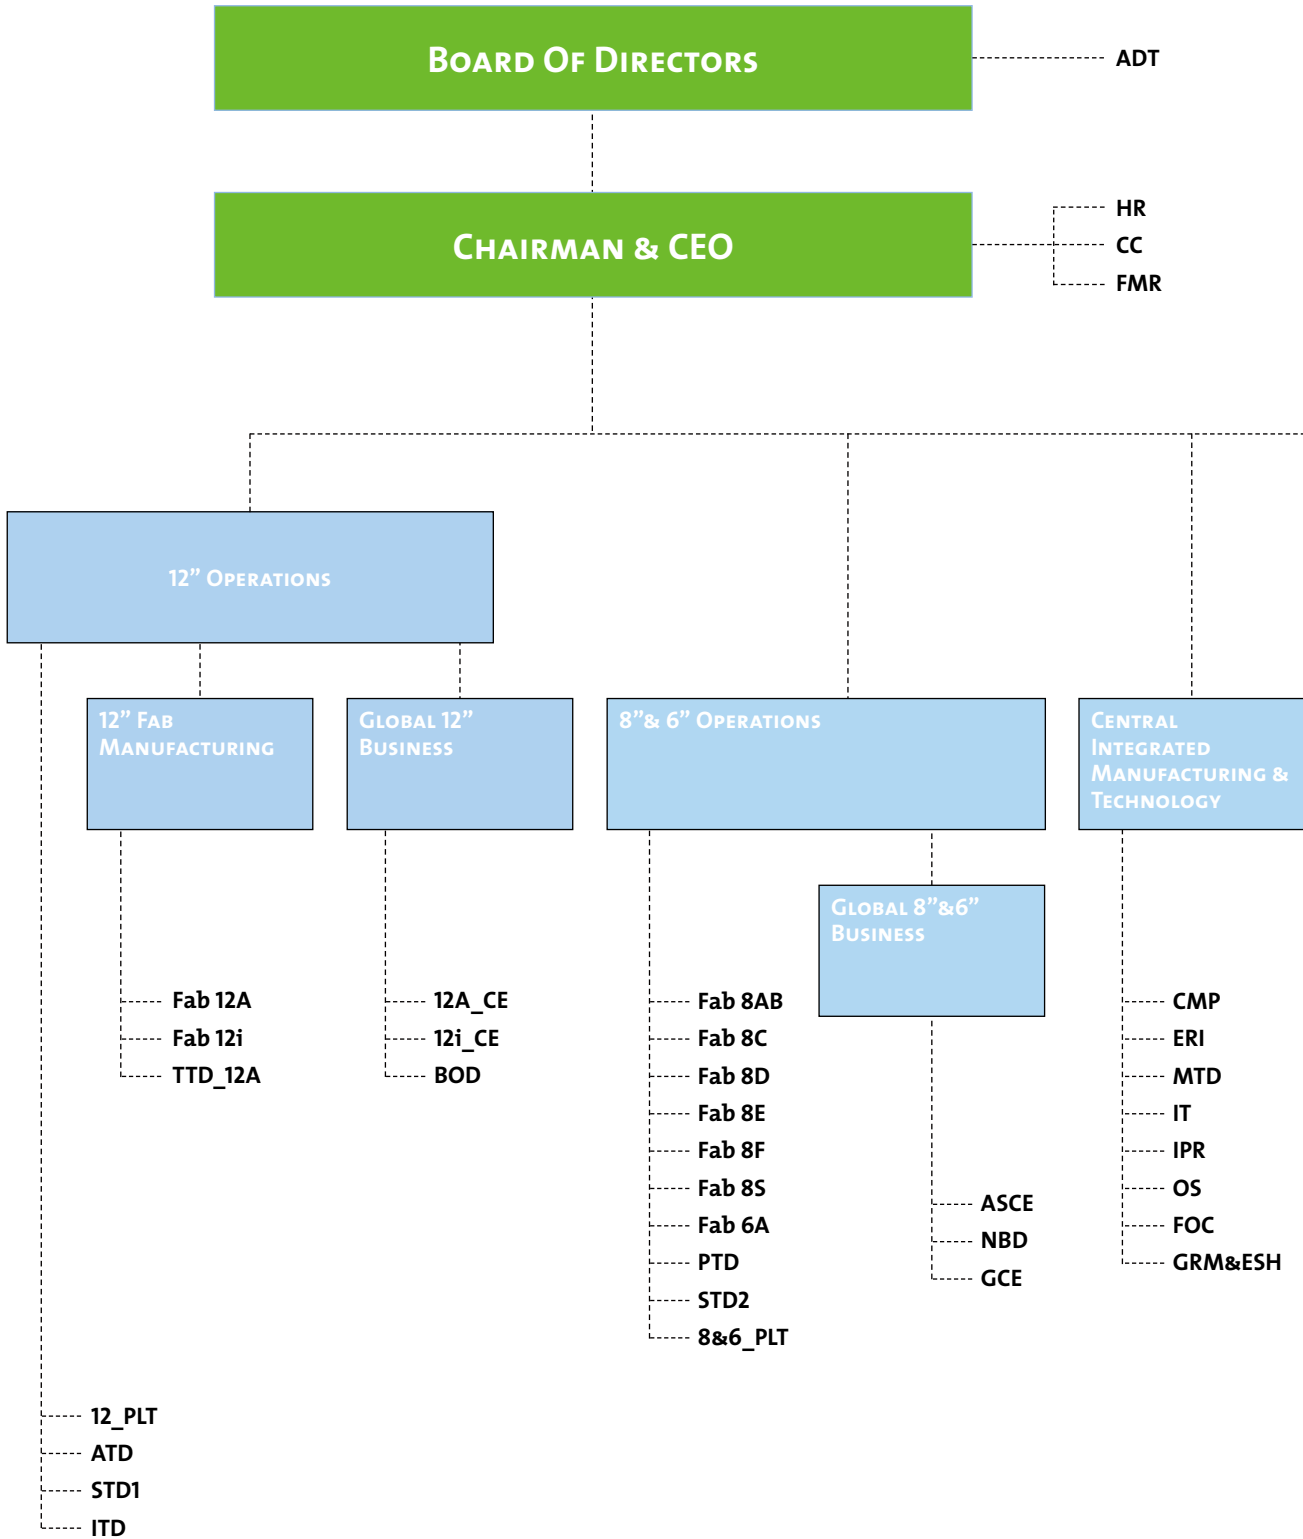 BOARD OF DIRECTORS
ADT
CHAIRMAN & CEO
HR
CC
FMR
12” OPERATIONS
12” FAB
MANUFACTURING
GLOBAL 12”
BUSINESS
8”& 6” OPERATIONS
CENTRAL
INTEGRATED
MANUFACTURING &
TECHNOLOGY
GLOBAL 8”&6”
BUSINESS
Fab 12A
Fab 12i
TTD_12A
12A_CE
12i_CE
BOD
Fab 8AB
Fab 8C
Fab 8D
Fab 8E
Fab 8F
Fab 8S
Fab 6A
PTD
STD2
8&6_PLT
ASCE
NBD
GCE
CMP
ERI
MTD
IT
IPR
OS
FOC
GRM&ESH
12_PLT
ATD
STD1
ITD